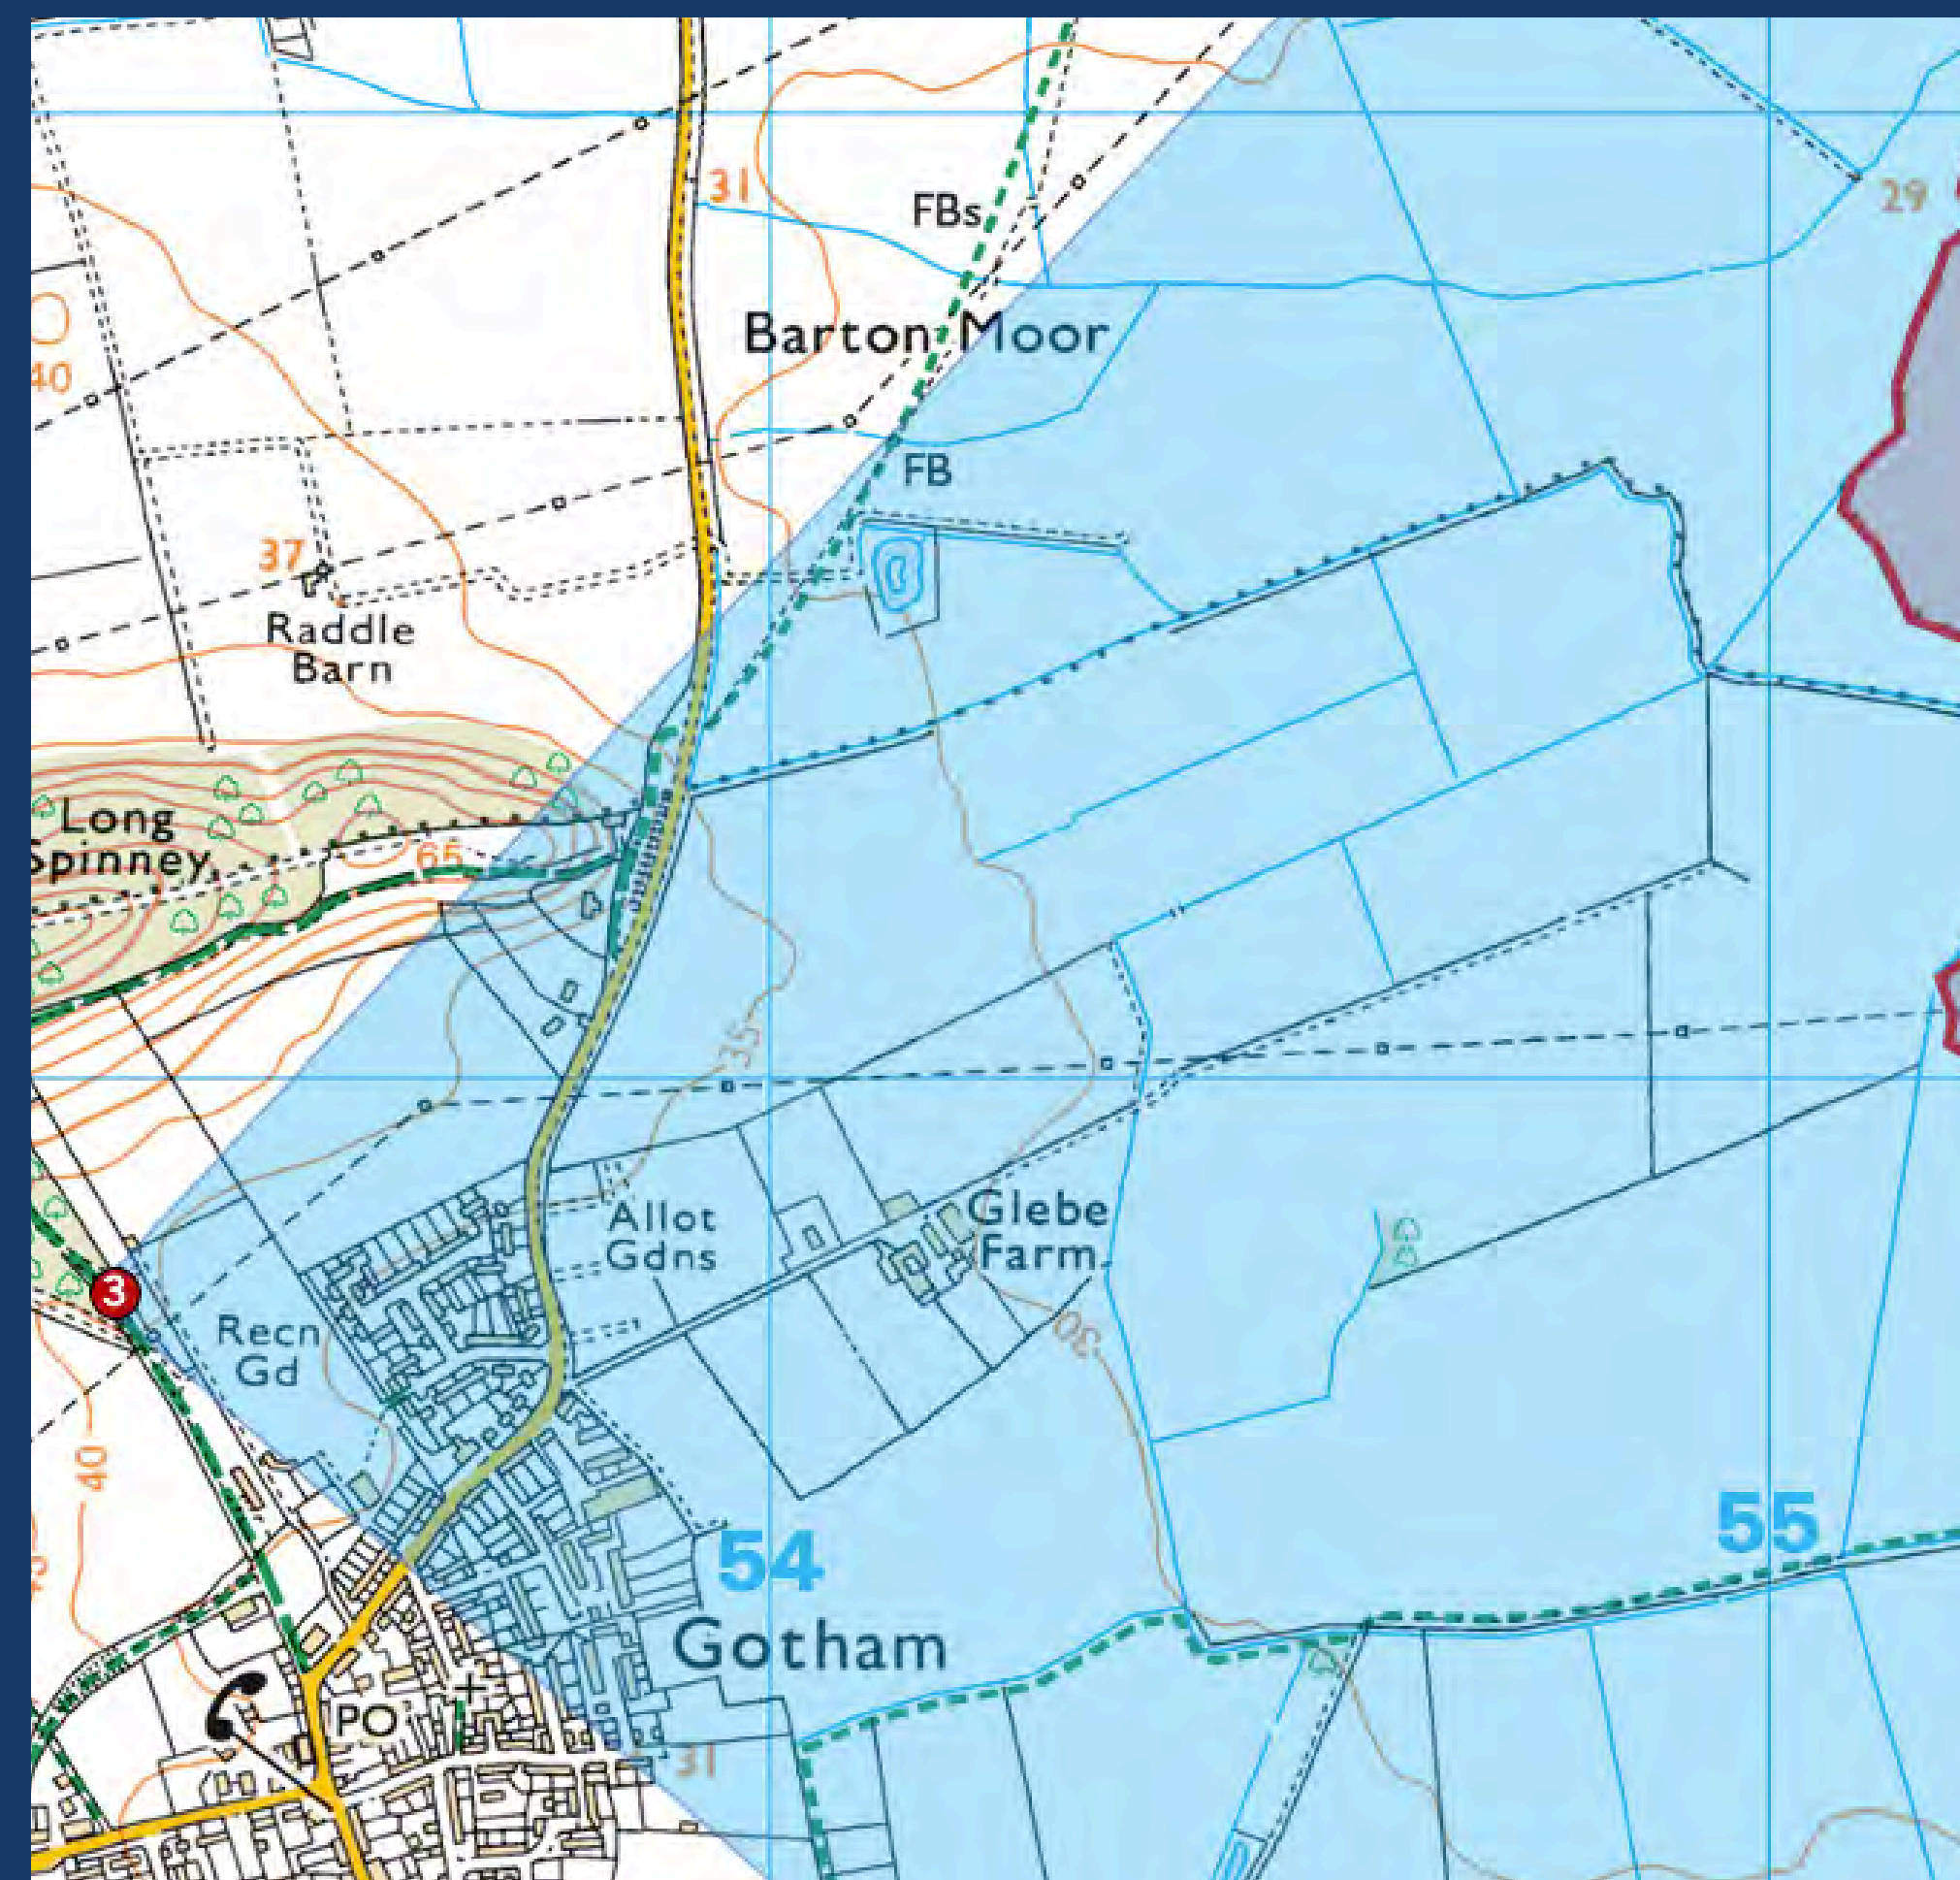 31
FBs
29
Barton Moor
40
FB
37
Raddle
Barn
Long
Spinney
65
35
Allot
Gdns
Glebe
Farm
3
Recn
Gd
30
40
55
54
Gotham
PO
31